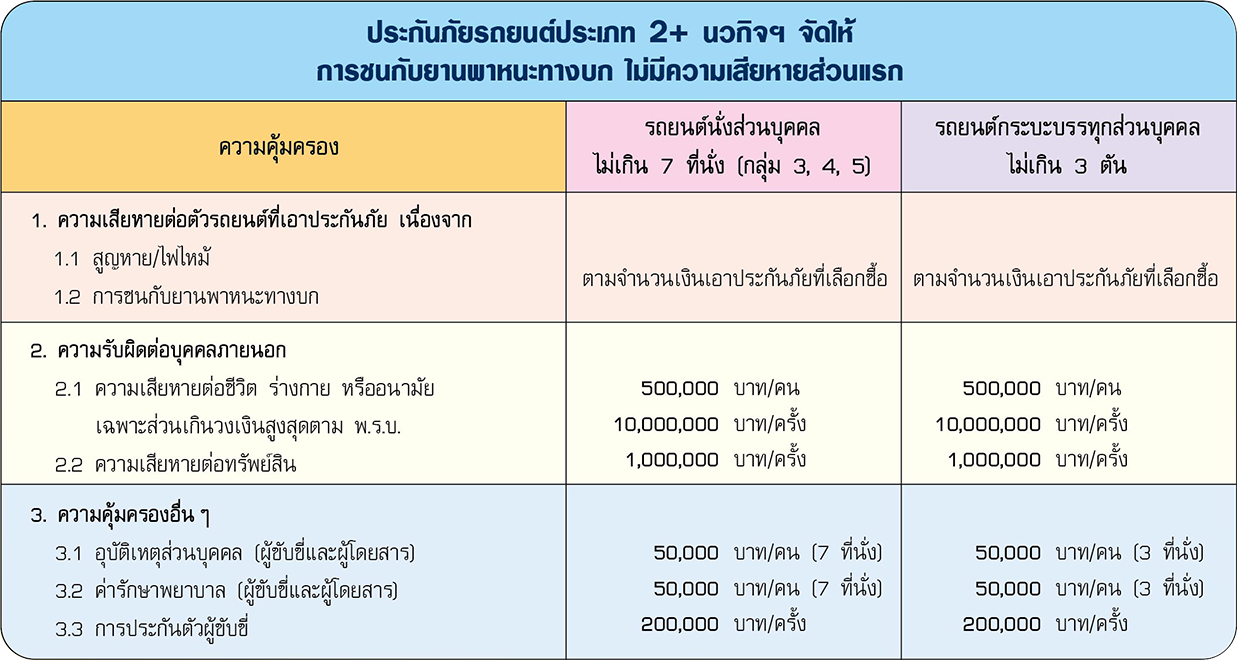 ประกันภัยรถยนต์ประเภท 2+ นวกิจฯ จัดให้
การชนกับยานพาหนะทางบก ไม่มีความเสียหายส่วนแรก
ความคุ้มครอง
รถยนต์นั่งส่วนบุคคล
ไม่เกิน 7 ที่นั่ง (กลุ่ม 3, 4, 5)
รถยนต์กระบะบรรทุกส่วนบุคคล
ไม่เกิน 3 ตัน
1. ความเสียหายต่อตัวรถยนต์ที่เอาประกันภัย เนื่องจาก
1.1 สูญหาย/ไฟไหม้
1.2 การชนกับยานพาหนะทางบก
ตามจำนวนเงินเอาประกันภัยที่เลือกซื้อ
ตามจำนวนเงินเอาประกันภัยที่เลือกซื้อ
2. ความรับผิดต่อบุคคลภายนอก
2.1 ความเสียหายต่อชีวิต ร่างกาย หรืออนามัย 500,000 บาท/คน 500,000 บาท/คน
เฉพาะส่วนเกินวงเงินสูงสุดตาม พ.ร.บ. 10,000,000 บาท/ครั้ง 10,000,000 บาท/ครั้ง
2.2 ความเสียหายต่อทรัพย์สิน 1,000,000 บาท/ครั้ง 1,000,000 บาท/ครั้ง
3. ความคุ้มครองอื่น ๆ
3.1 อุบัติเหตุส่วนบุคคล (ผู้ขับขี่และผู้โดยสาร) 50,000 บาท/คน (7 ที่นั่ง) 50,000 บาท/คน (3 ที่นั่ง)
3.2 ค่ารักษาพยาบาล (ผู้ขับขี่และผู้โดยสาร) 50,000 บาท/คน (7 ที่นั่ง) 50,000 บาท/คน (3 ที่นั่ง)
3.3 การประกันตัวผู้ขับขี่ 200,000 บาท/ครั้ง 200,000 บาท/ครั้ง